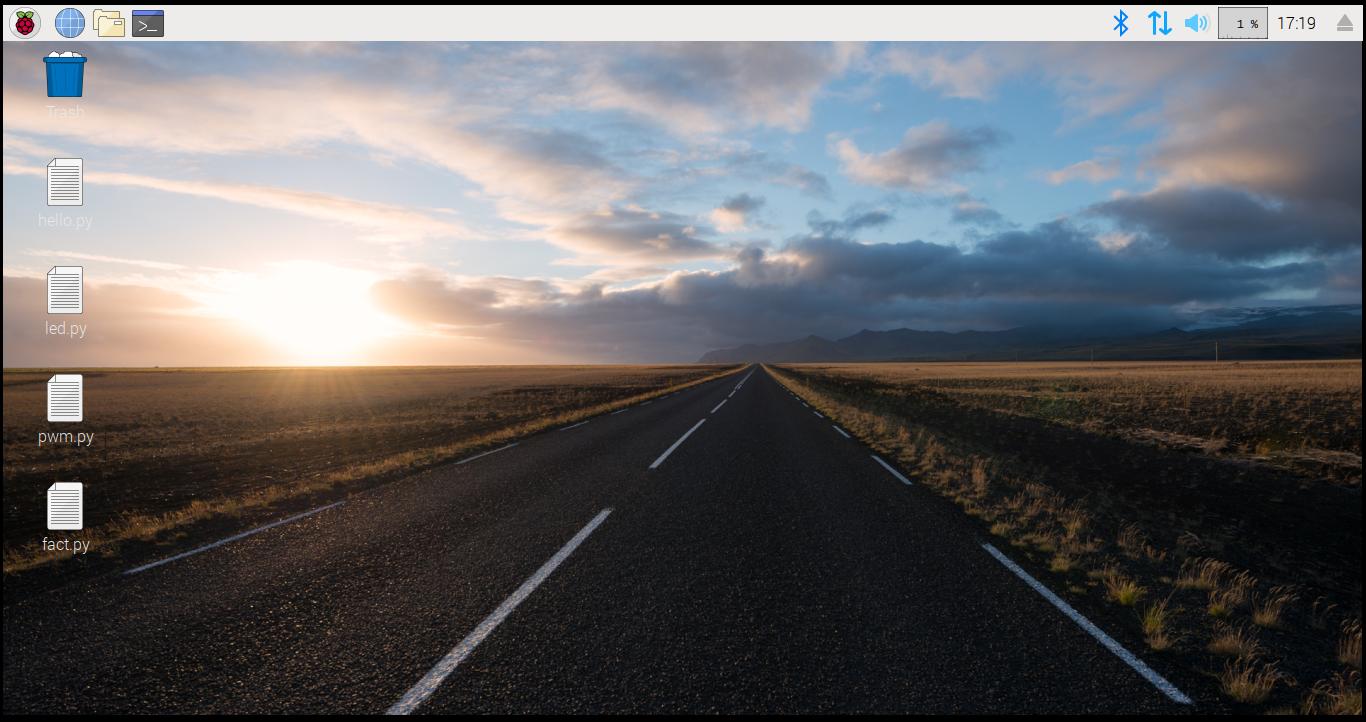 >_
1 %
17:19
Trash
hello.py
led.py
pwm.py
fact.py